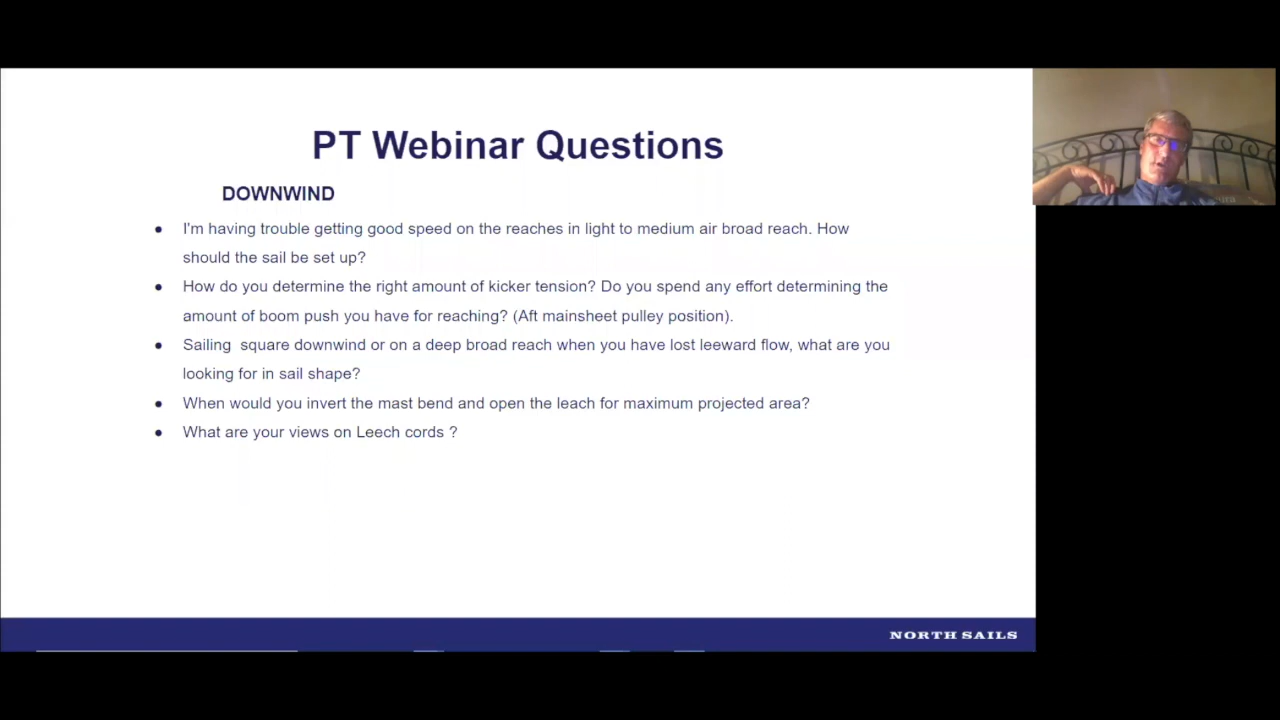 PT Webinar Questions
DOWNWIND
● I'm having trouble getting good speed on the reaches in light to medium air broad reach. How
should the sail be set up?
● How do you determine the right amount of kicker tension? Do you spend any effort determining the
amount of boom push you have for reaching? (Aft mainsheet pulley position).
● Sailing  square downwind or on a deep broad reach when you have lost leeward flow, what are you
looking for in sail shape?
● When would you invert the mast bend and open the leach for maximum projected area?
● What are your views on Leech cords ?
NORTH SAILS